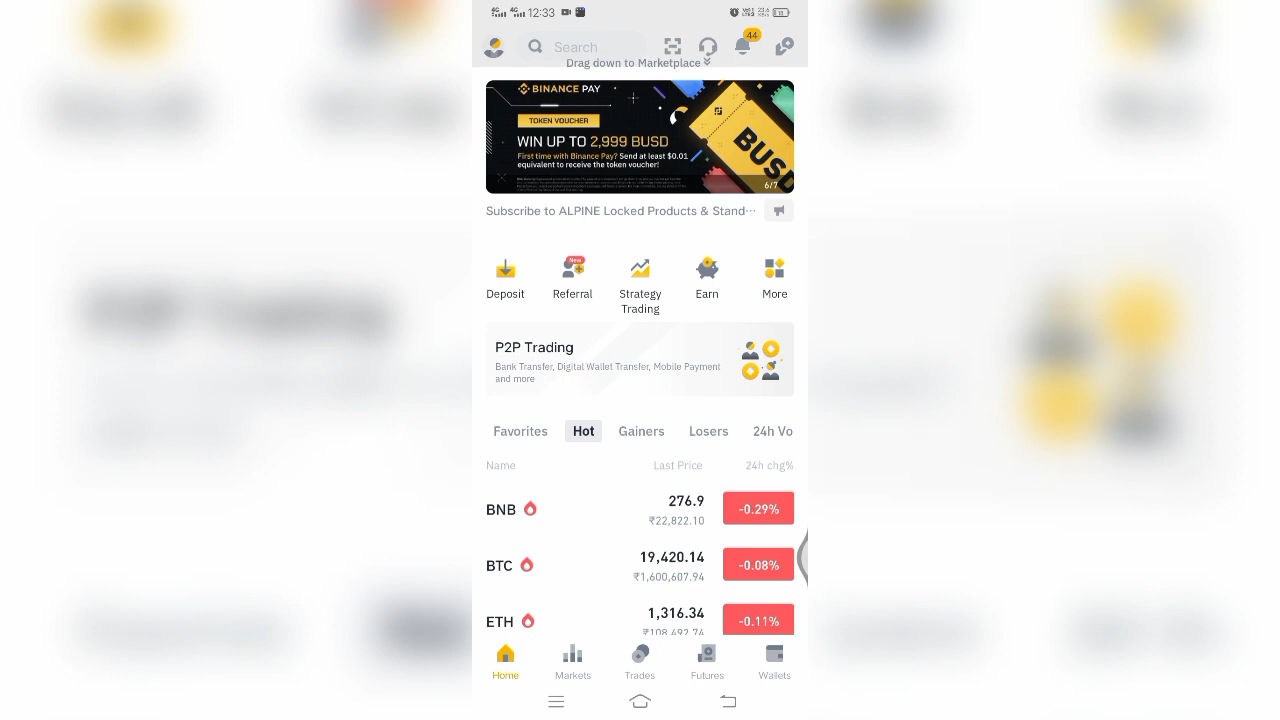 4G 4G 12:33
Search
44
Drag down to Marketplace
BINANCE PAY
TOKEN VOUCHER
WIN UP TO 2,999 BUSD
First time with Binance Pay? Send at least $0.01
equivalent to receive the token voucher!
BUSD
6/7
Subscribe to ALPINE Locked Products & Stand···
New
Deposit
Referral
Strategy
Trading
Earn
More
P2P Trading
Bank Transfer, Digital Wallet Transfer, Mobile Payment
and more
Favorites
Hot
Gainers
Losers
24h Vo
Name
Last Price
24h chg%
BNB
276.9
-0.29%
₹22,822.10
BTC
19,420.14
-0.08%
₹1,600,607.94
ETH
1,316.34
-0.11%
₹108,492.74
Home
Markets
Trades
Futures
Wallets